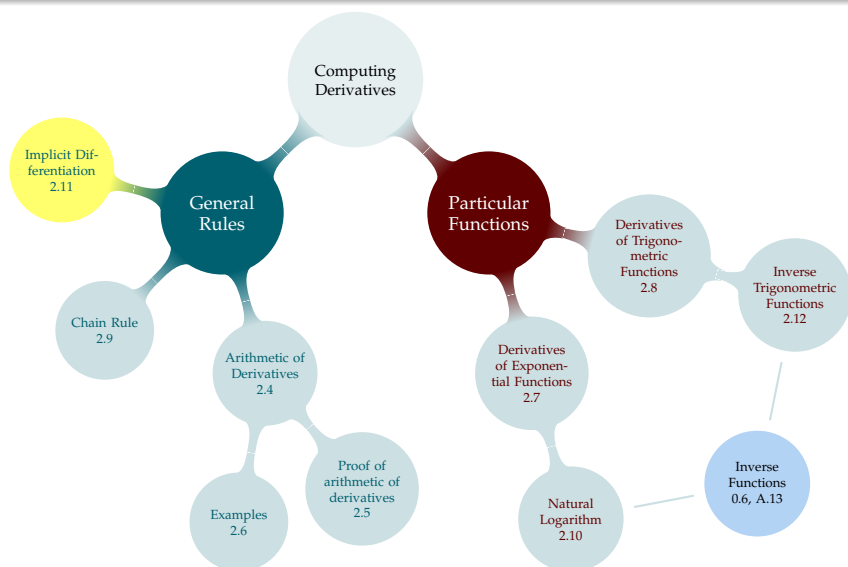 Computing
Derivatives
Implicit Dif-
ferentiation
2.11
General
Rules
Particular
Functions
Derivatives
of Trigono-
metric
Functions
2.8
Inverse
Trigonometric
Functions
2.12
Chain Rule
2.9
Arithmetic of
Derivatives
2.4
Derivatives
of Exponen-
tial Functions
2.7
Proof of
arithmetic of
derivatives
2.5
Examples
2.6
Natural
Logarithm
2.10
Inverse
Functions
0.6, A.13